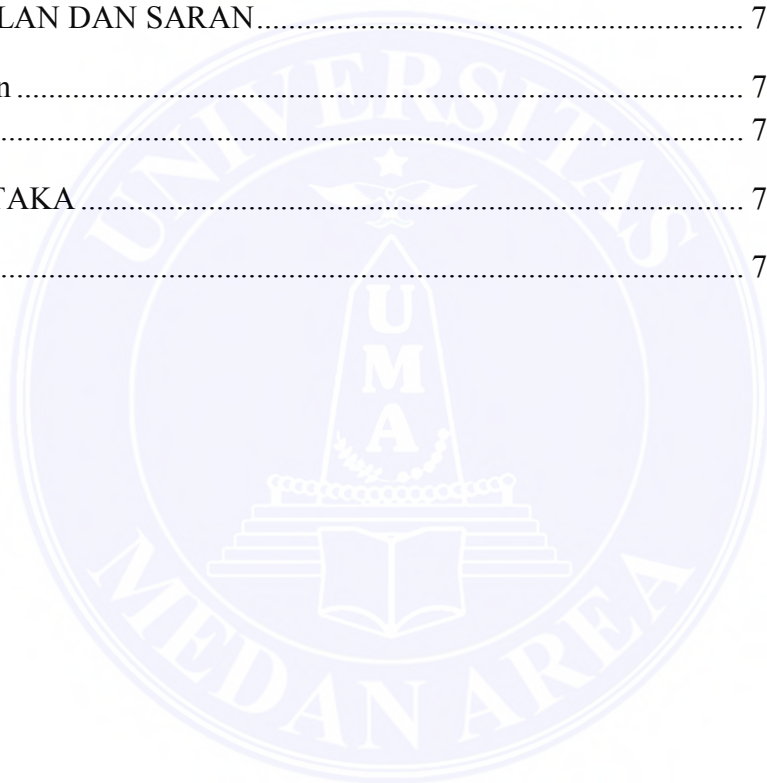 LAN DAN SARAN.......................................................... 7
n ........................................................................................... 7
............................................................................................. 7
TAKA ................................................................................... 7
............................................................................................. 7
UNIVERSITAS
UMA
MEDAN AREA